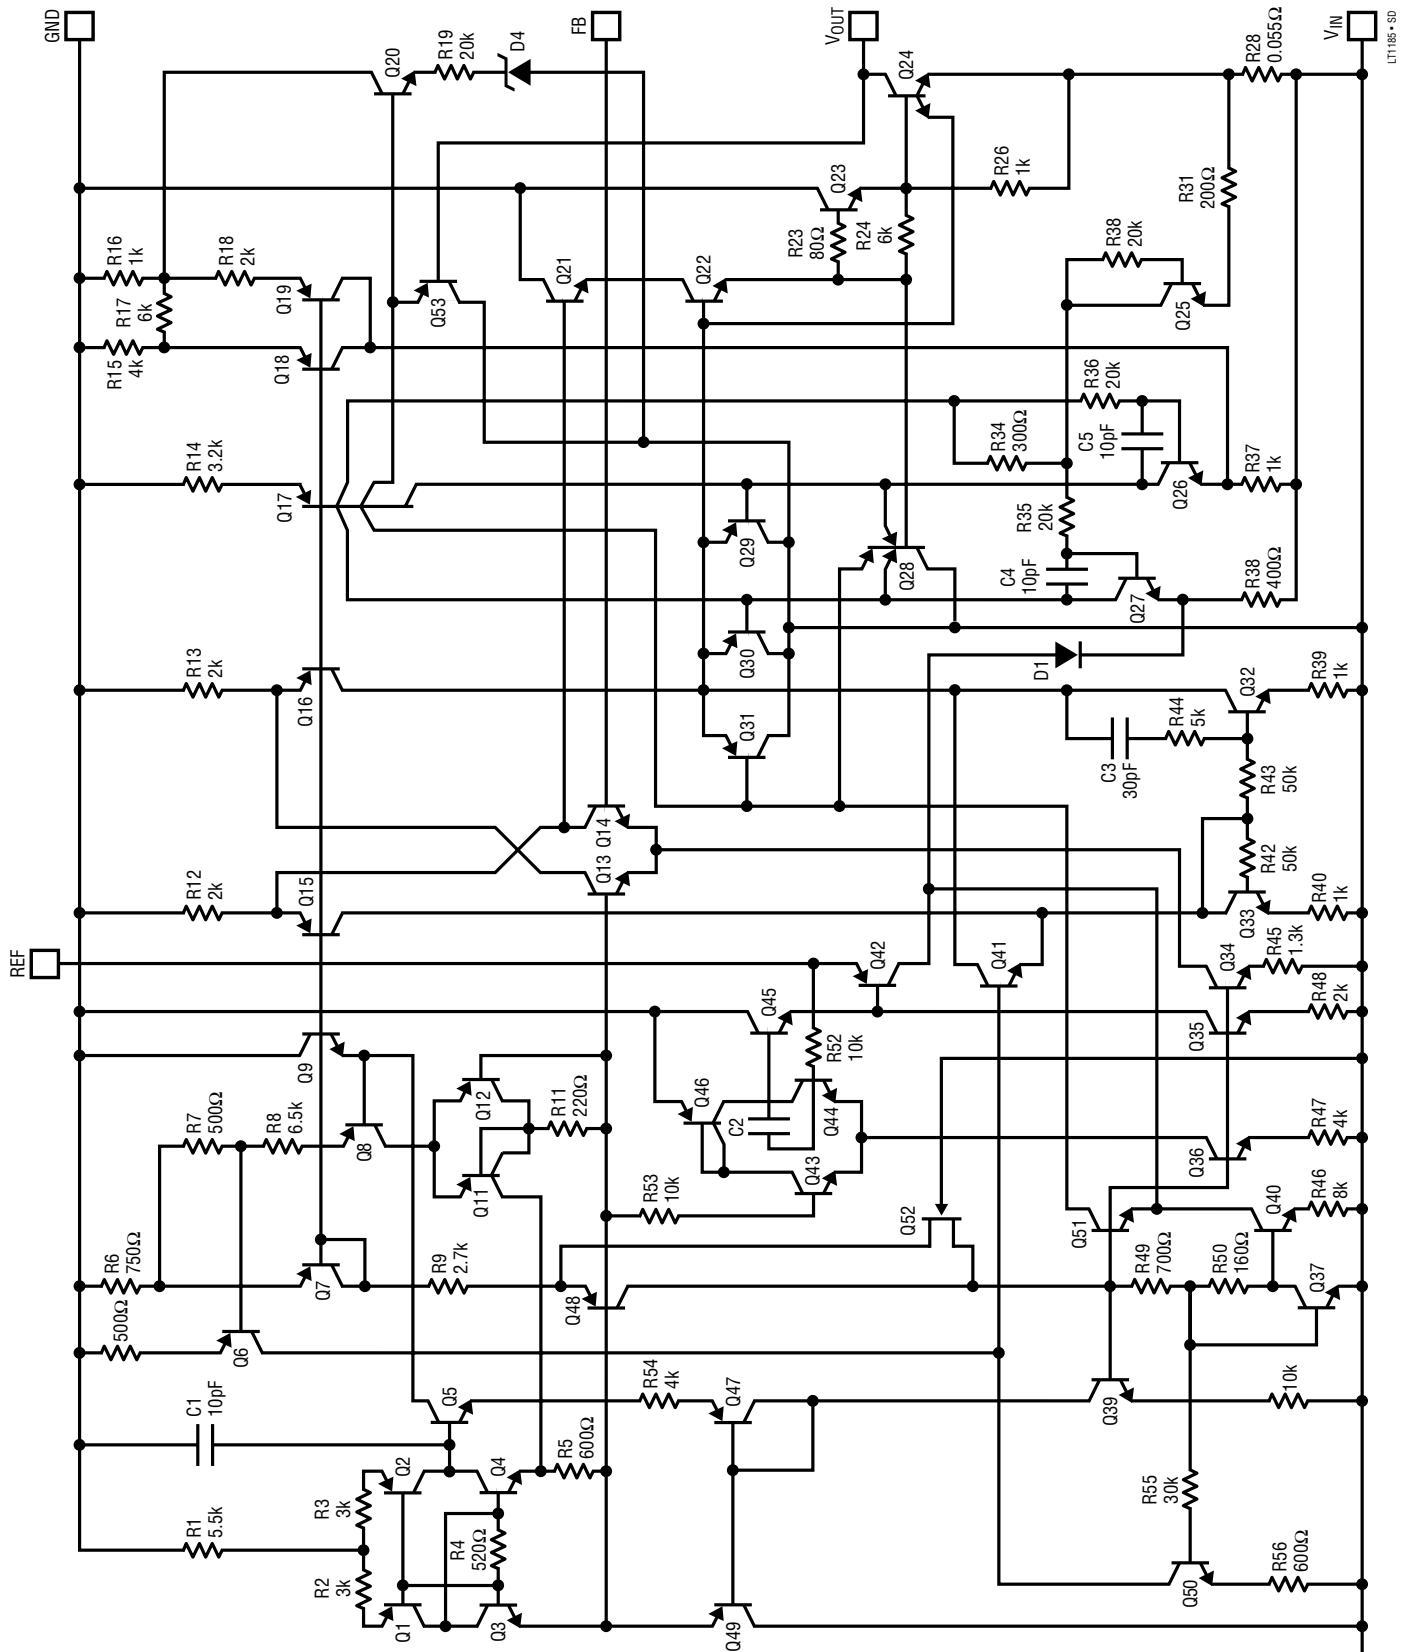 GND
FB
VOUT
VIN
LT1185 • SD
REF
Q20
R19
20k
D4
Q24
R28
0.055Ω
R26
1k
Q23
R23
80Ω
R24
6k
R31
200Ω
R38
20k
Q25
R16
1k
R17
6k
R18
2k
Q19
Q53
Q21
Q22
R15
4k
Q18
R36
20k
R34
300Ω
C5
10pF
R14
3.2k
Q17
Q26
R37
1k
R35
20k
Q29
Q28
C4
10pF
Q27
R38
400Ω
Q30
D1
R13
2k
Q16
Q31
Q32
R39
1k
C3
30pF
R44
5k
R43
50k
Q14
Q13
R12
2k
Q15
R42
50k
Q33
R40
1k
Q42
Q41
Q34
R45
1.3k
Q45
R52
10k
Q35
R48
2k
Q9
R7
500Ω
R8
6.5k
Q8
Q12
R11
220Ω
Q46
C2
Q44
Q11
Q43
Q36
R47
4k
R53
10k
Q52
Q51
Q40
R46
8k
R6
750Ω
Q7
R9
2.7k
Q48
R49
700Ω
R50
160Ω
Q37
500Ω
Q6
C1
10pF
Q5
R54
4k
Q47
Q39
10k
Q2
Q4
R5
600Ω
R3
3k
R1
5.5k
R4
520Ω
R55
30k
R2
3k
Q1
Q3
Q49
Q50
R56
600Ω